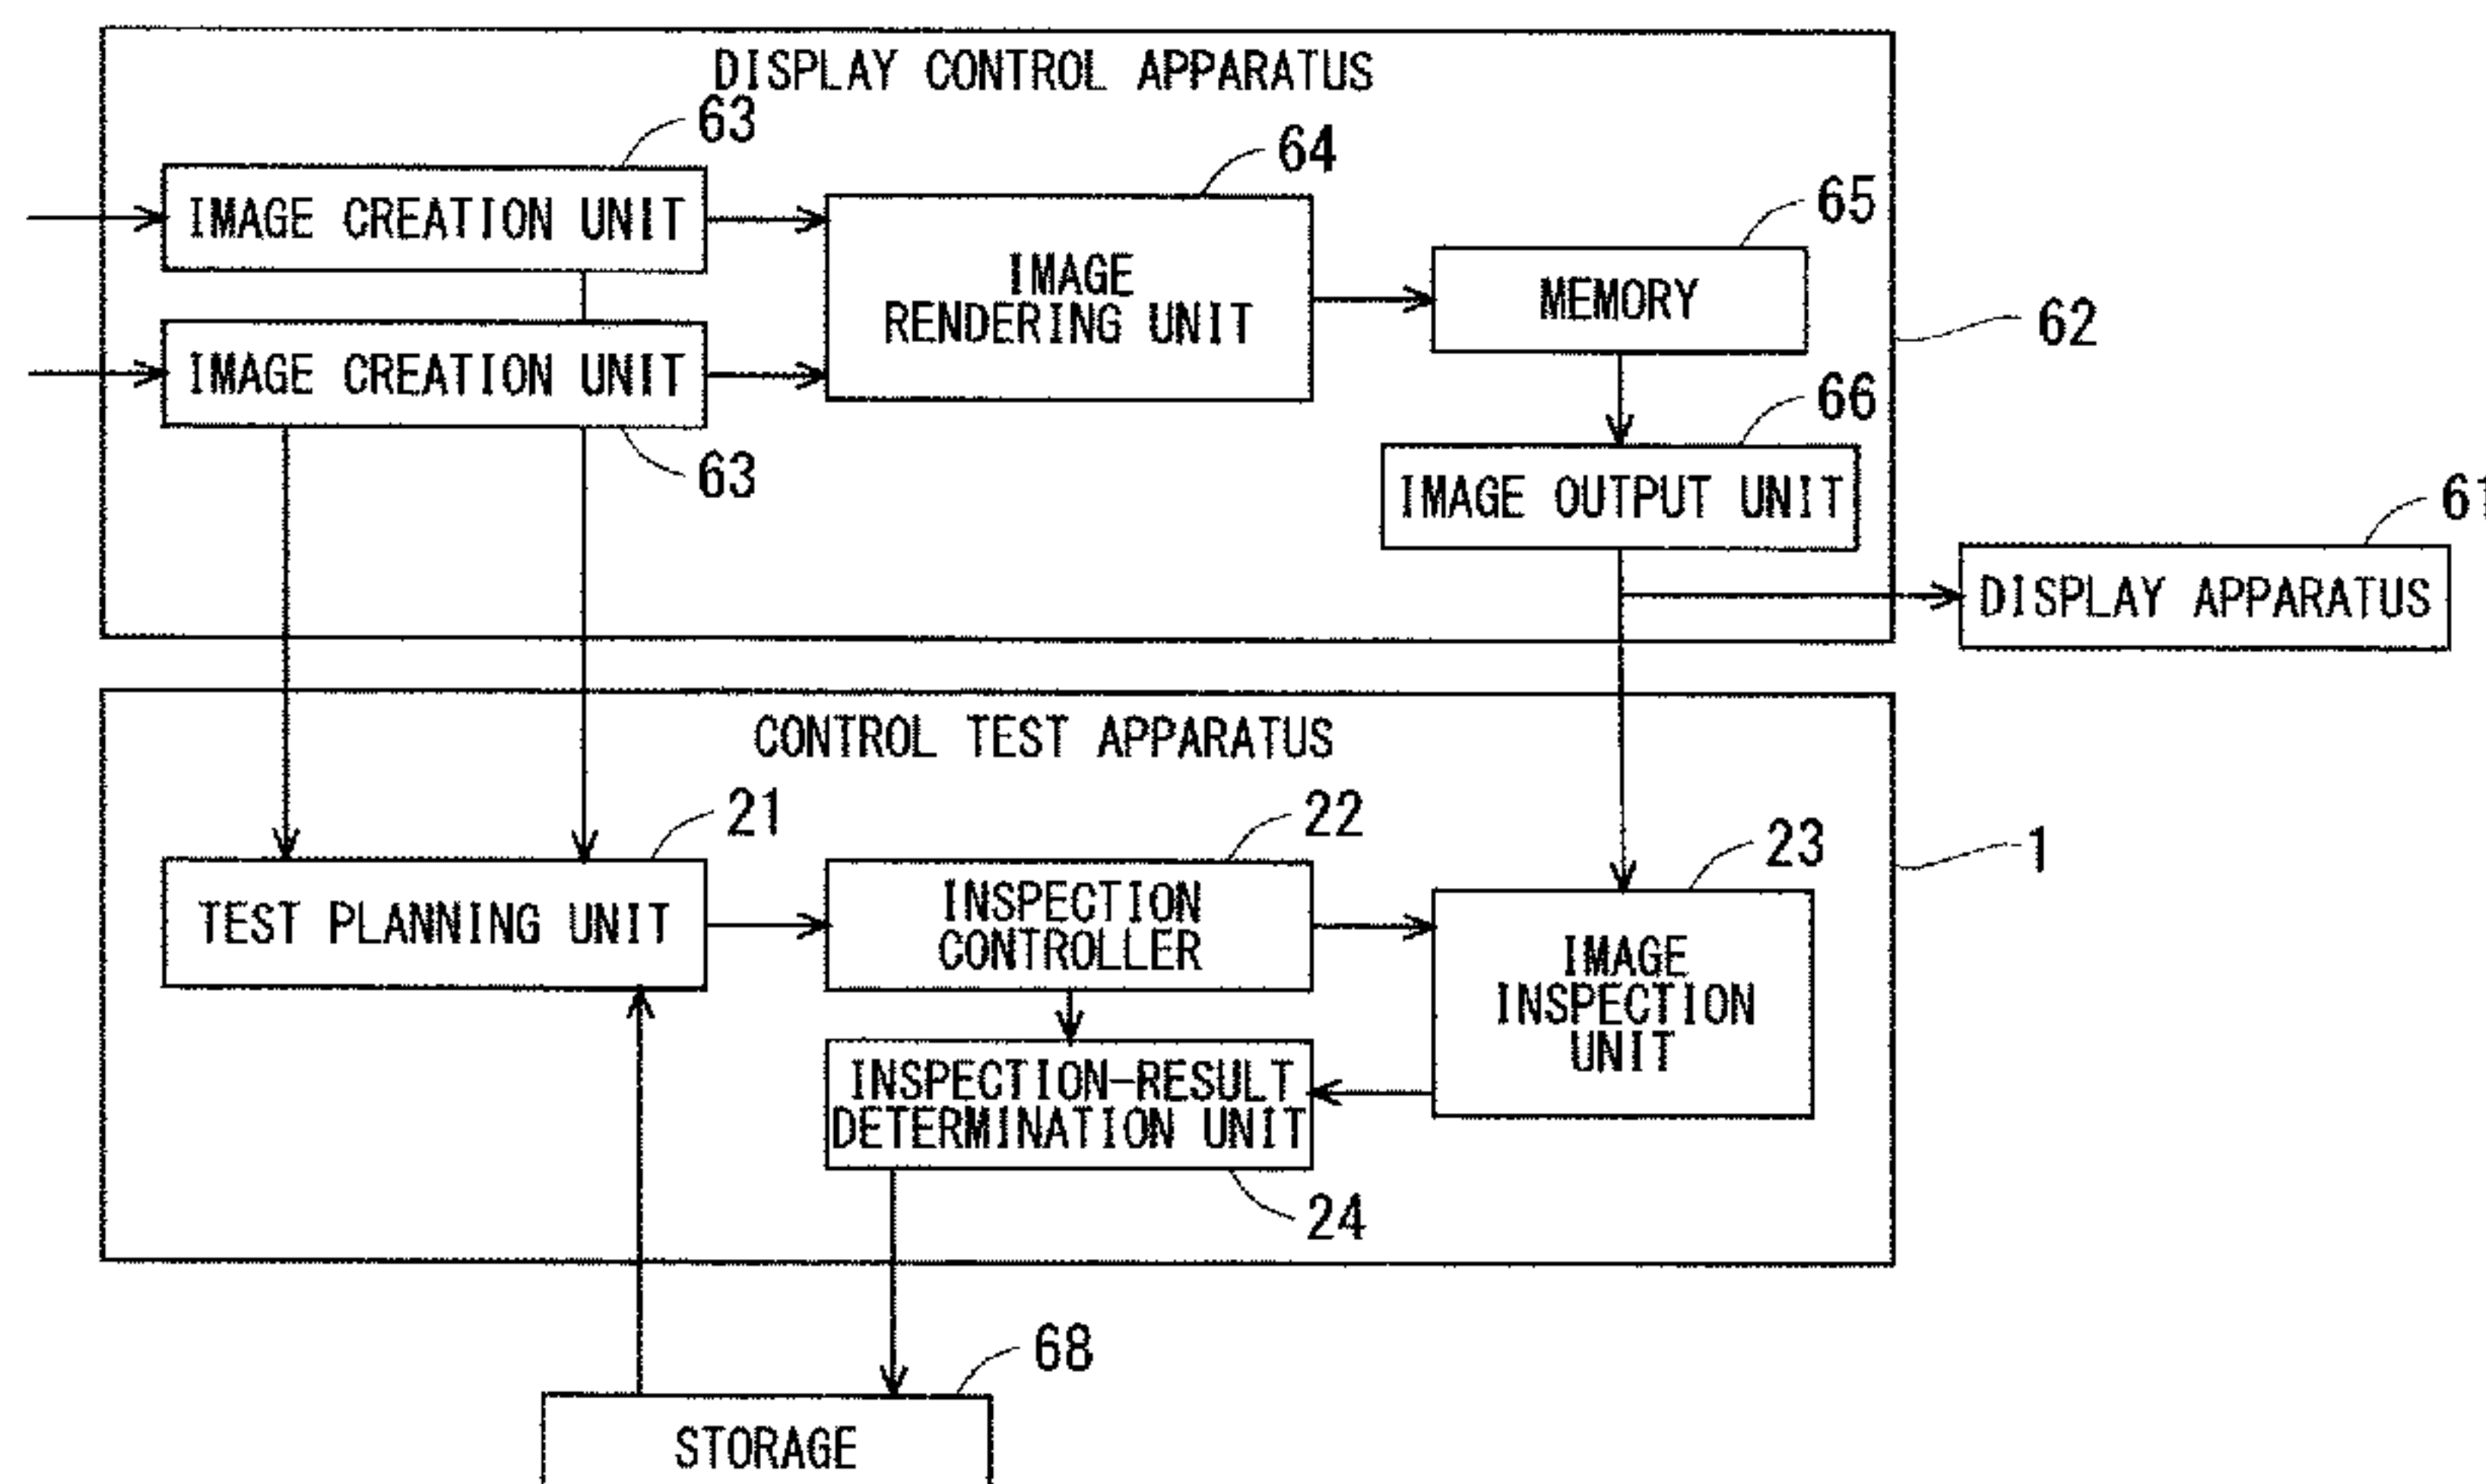 DISPLAY CONTROL APPARATUS
63
64
IMAGE CREATION UNIT
65
IMAGE
RENDERING UNIT
MEMORY
62
IMAGE CREATION UNIT
66
63
IMAGE OUTPUT UNIT
61
DISPLAY APPARATUS
CONTROL TEST APPARATUS
21
22
23
1
TEST PLANNING UNIT
INSPECTION
CONTROLLER
IMAGE
INSPECTION
UNIT
INSPECTION-RESULT
DETERMINATION UNIT
24
68
STORAGE